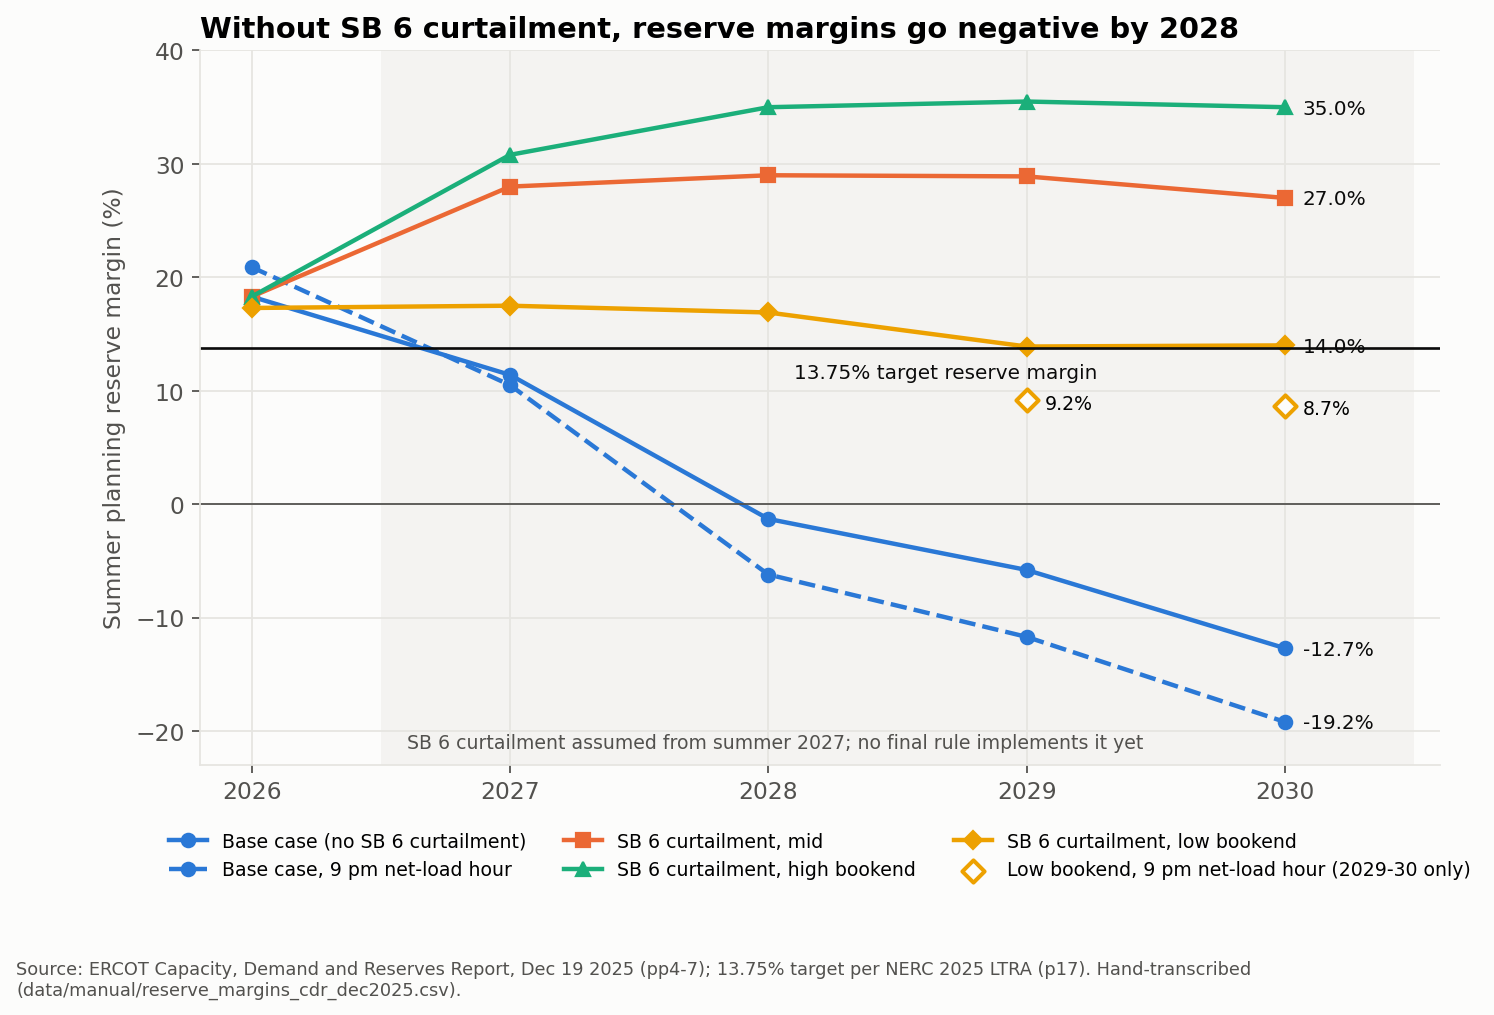 Without SB 6 curtailment, reserve margins go negative by 2028
Summer planning reserve margin (%)
40
30
20
10
0
−10
−20
35.0%
27.0%
14.0%
13.75% target reserve margin
9.2%
8.7%
-12.7%
-19.2%
SB 6 curtailment assumed from summer 2027; no final rule implements it yet
2026 2027 2028 2029 2030
Base case (no SB 6 curtailment) SB 6 curtailment, mid SB 6 curtailment, low bookend
Base case, 9 pm net-load hour SB 6 curtailment, high bookend Low bookend, 9 pm net-load hour (2029-30 only)
Source: ERCOT Capacity, Demand and Reserves Report, Dec 19 2025 (pp4-7); 13.75% target per NERC 2025 LTRA (p17). Hand-transcribed
(data/manual/reserve_margins_cdr_dec2025.csv).